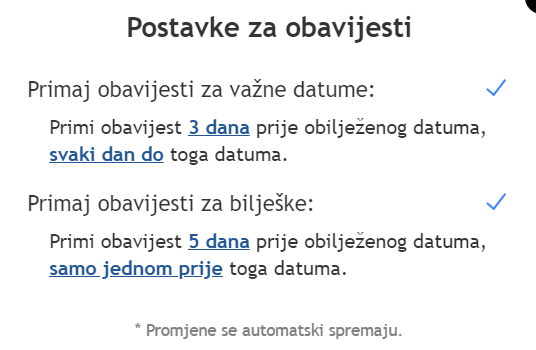 Postavke za obavijesti
Primaj obavijesti za važne datume:
Primi obavijest 3 dana prije obilježenog datuma,
svaki dan do toga datuma.
Primaj obavijesti za bilješke:
Primi obavijest 5 dana prije obilježenog datuma,
samo jednom prije toga datuma.
* Promjene se automatski spremaju.